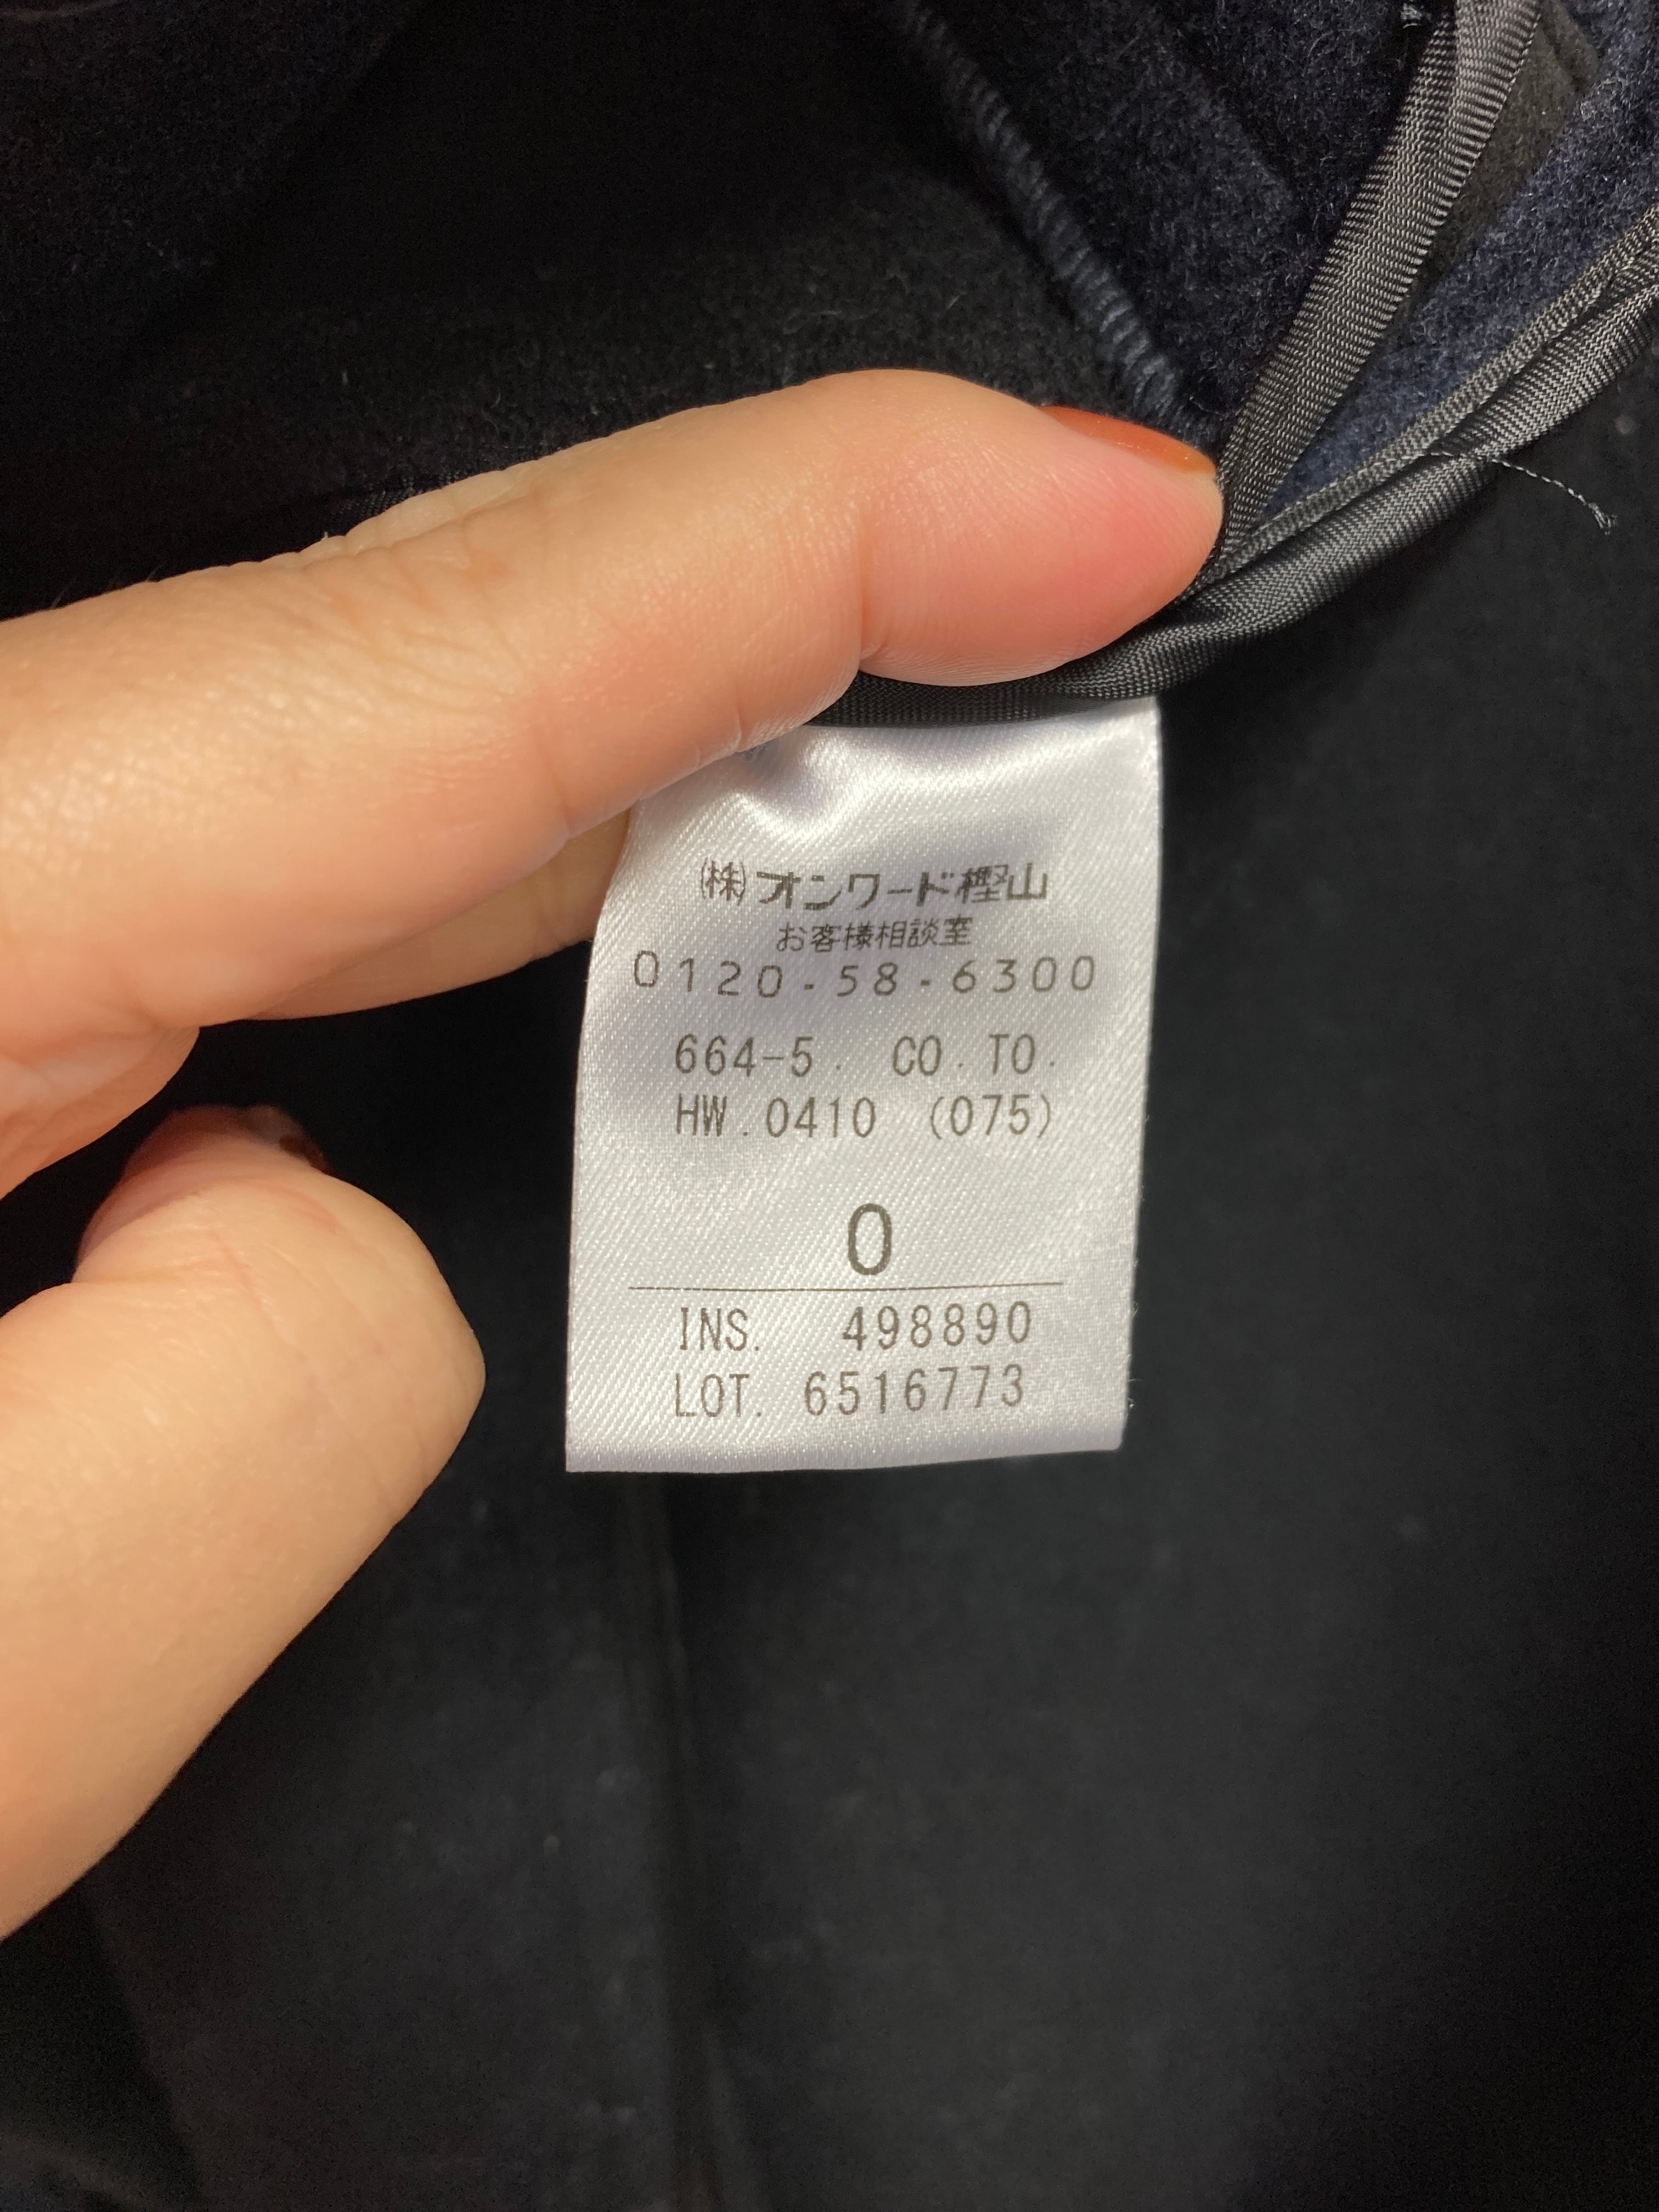 ㈱オンワード樫山
お客様相談室
0120-58-6300
664-5. CO. TO.
HW.0410 (075)
0
INS. 498890
LOT. 6516773